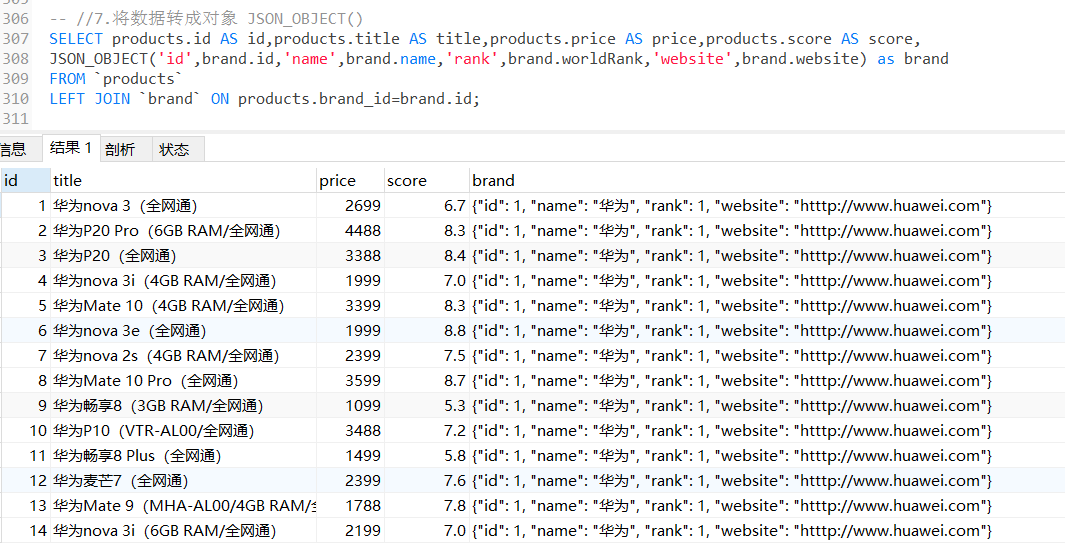 306 -- //7.将数据转成对象 JSON_OBJECT()
307 SELECT products.id AS id,products.title AS title,products.price AS price,products.score AS score,
308 JSON_OBJECT('id',brand.id,'name',brand.name,'rank',brand.worldRank,'website',brand.website) as brand
309 FROM `products`
310 LEFT JOIN `brand` ON products.brand_id=brand.id;
311
信息 结果 1 剖析 状态
id title price score brand
1 华为nova 3（全网通） 2699 6.7 {"id": 1, "name": "华为", "rank": 1, "website": "htttp://www.huawei.com"}
2 华为P20 Pro（6GB RAM/全网通） 4488 8.3 {"id": 1, "name": "华为", "rank": 1, "website": "htttp://www.huawei.com"}
3 华为P20（全网通） 3388 8.4 {"id": 1, "name": "华为", "rank": 1, "website": "htttp://www.huawei.com"}
4 华为nova 3i（4GB RAM/全网通） 1999 7.0 {"id": 1, "name": "华为", "rank": 1, "website": "htttp://www.huawei.com"}
5 华为Mate 10（4GB RAM/全网通） 3399 8.3 {"id": 1, "name": "华为", "rank": 1, "website": "htttp://www.huawei.com"}
6 华为nova 3e（全网通） 1999 8.8 {"id": 1, "name": "华为", "rank": 1, "website": "htttp://www.huawei.com"}
7 华为nova 2s（4GB RAM/全网通） 2399 7.5 {"id": 1, "name": "华为", "rank": 1, "website": "htttp://www.huawei.com"}
8 华为Mate 10 Pro（全网通） 3599 8.7 {"id": 1, "name": "华为", "rank": 1, "website": "htttp://www.huawei.com"}
9 华为畅享8（3GB RAM/全网通） 1099 5.3 {"id": 1, "name": "华为", "rank": 1, "website": "htttp://www.huawei.com"}
10 华为P10（VTR-AL00/全网通） 3488 7.2 {"id": 1, "name": "华为", "rank": 1, "website": "htttp://www.huawei.com"}
11 华为畅享8 Plus（全网通） 1499 5.8 {"id": 1, "name": "华为", "rank": 1, "website": "htttp://www.huawei.com"}
12 华为麦芒7（全网通） 2399 7.6 {"id": 1, "name": "华为", "rank": 1, "website": "htttp://www.huawei.com"}
13 华为Mate 9（MHA-AL00/4GB RAM/ 1788 7.8 {"id": 1, "name": "华为", "rank": 1, "website": "htttp://www.huawei.com"}
14 华为nova 3i（6GB RAM/全网通） 2199 7.0 {"id": 1, "name": "华为", "rank": 1, "website": "htttp://www.huawei.com"}